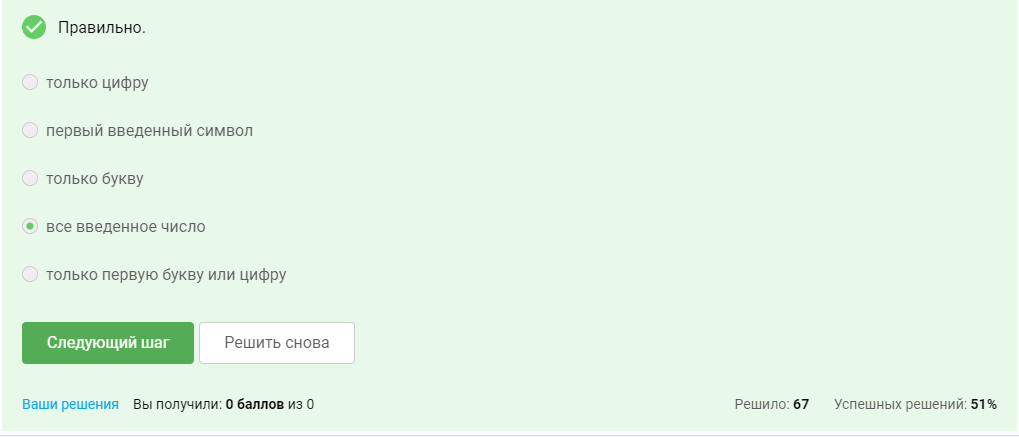 Правильно.
только цифру
первый введенный символ
только букву
все введенное число
только первую букву или цифру
Следующий шаг Решить снова
Ваши решения Вы получили: 0 баллов из 0 Решило: 67 Успешных решений: 51%